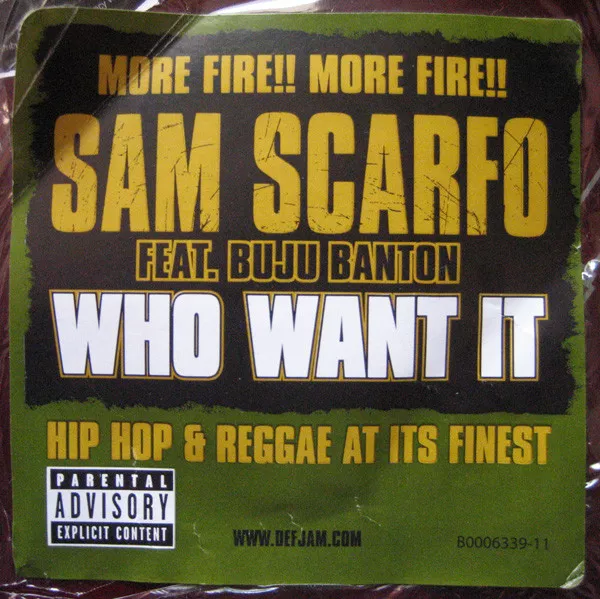 MORE FIRE!! MORE FIRE!!
SAM SCARFO
FEAT. BUJU BANTON
WHO WANT IT
HIP HOP & REGGAE AT ITS FINEST
PARENTAL
ADVISORY
EXPLICIT CONTENT
WWW.DEFJAM.COM
B0006339-11